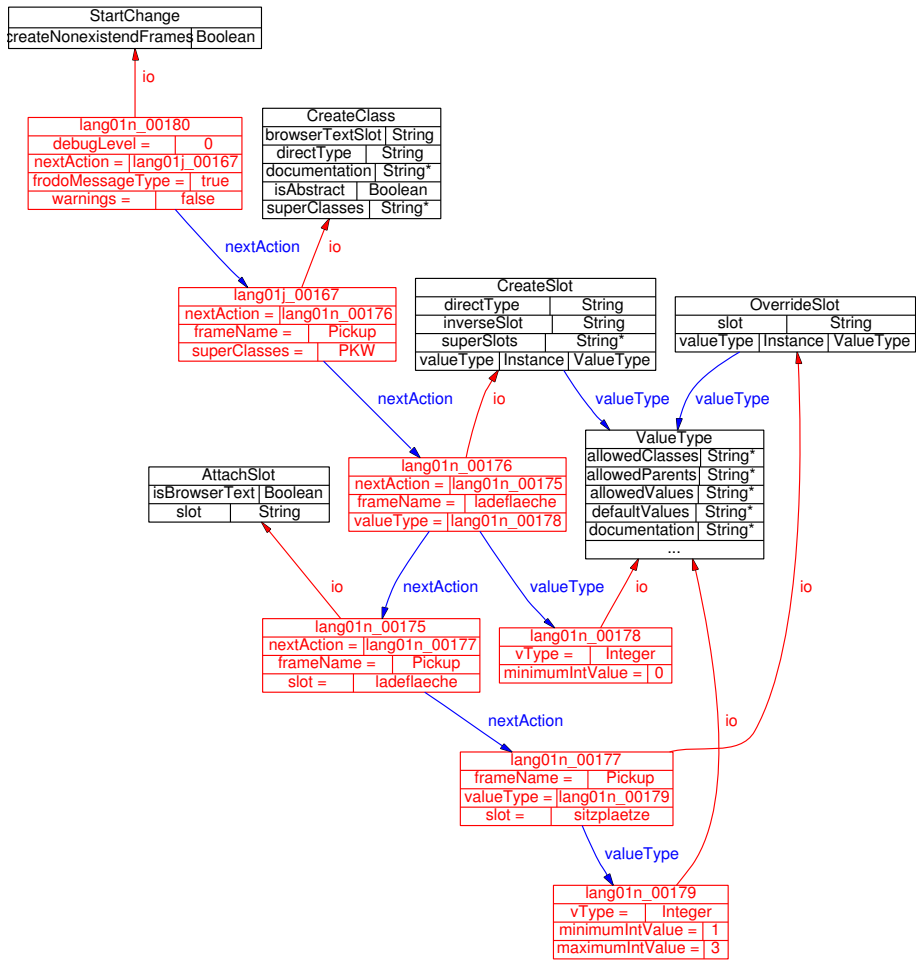 StartChange
createNonexistendFrames Boolean
io
lang01n_00180
debugLevel = 0
nextAction = lang01j_00167
frodoMessageType = true
warnings = false
CreateClass
browserTextSlot String
directType String
documentation String*
isAbstract Boolean
superClasses String*
nextAction
io
lang01j_00167
nextAction = lang01n_00176
frameName = Pickup
superClasses = PKW
CreateSlot
directType String
inverseSlot String
superSlots String*
valueType Instance ValueType
OverrideSlot
slot String
valueType Instance ValueType
nextAction
io
valueType
valueType
ValueType
allowedClasses String*
allowedParents String*
allowedValues String*
defaultValues String*
documentation String*
...
AttachSlot
isBrowserText Boolean
slot String
lang01n_00176
nextAction = lang01n_00175
frameName = ladeflaeche
valueType = lang01n_00178
io
nextAction
valueType
io
io
lang01n_00175
nextAction = lang01n_00177
frameName = Pickup
slot = ladeflaeche
lang01n_00178
vType = Integer
minimumIntValue = 0
nextAction
io
lang01n_00177
frameName = Pickup
valueType = lang01n_00179
slot = sitzplaetze
valueType
lang01n_00179
vType = Integer
minimumIntValue = 1
maximumIntValue = 3